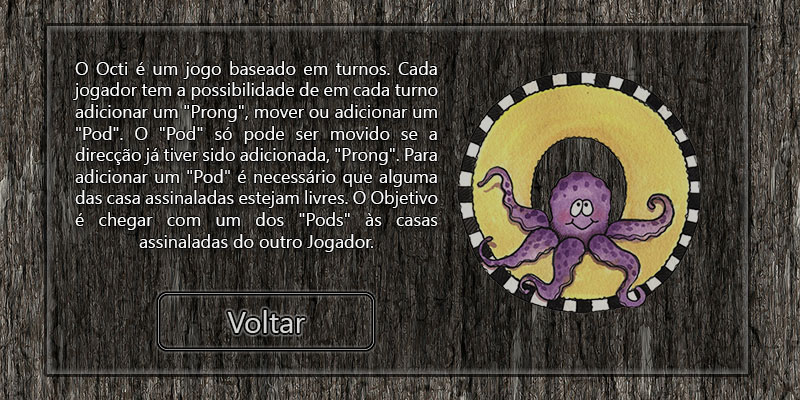 O Octi é um jogo baseado em turnos. Cada
jogador tem a possibilidade de em cada turno
adicionar um "Prong", mover ou adicionar um
"Pod". O "Pod" só pode ser movido se a
direcção já tiver sido adicionada, "Prong". Para
adicionar um "Pod" é necessário que alguma
das casa assinaladas estejam livres. O Objetivo
é chegar com um dos "Pods" às casas
assinaladas do outro Jogador.
Voltar